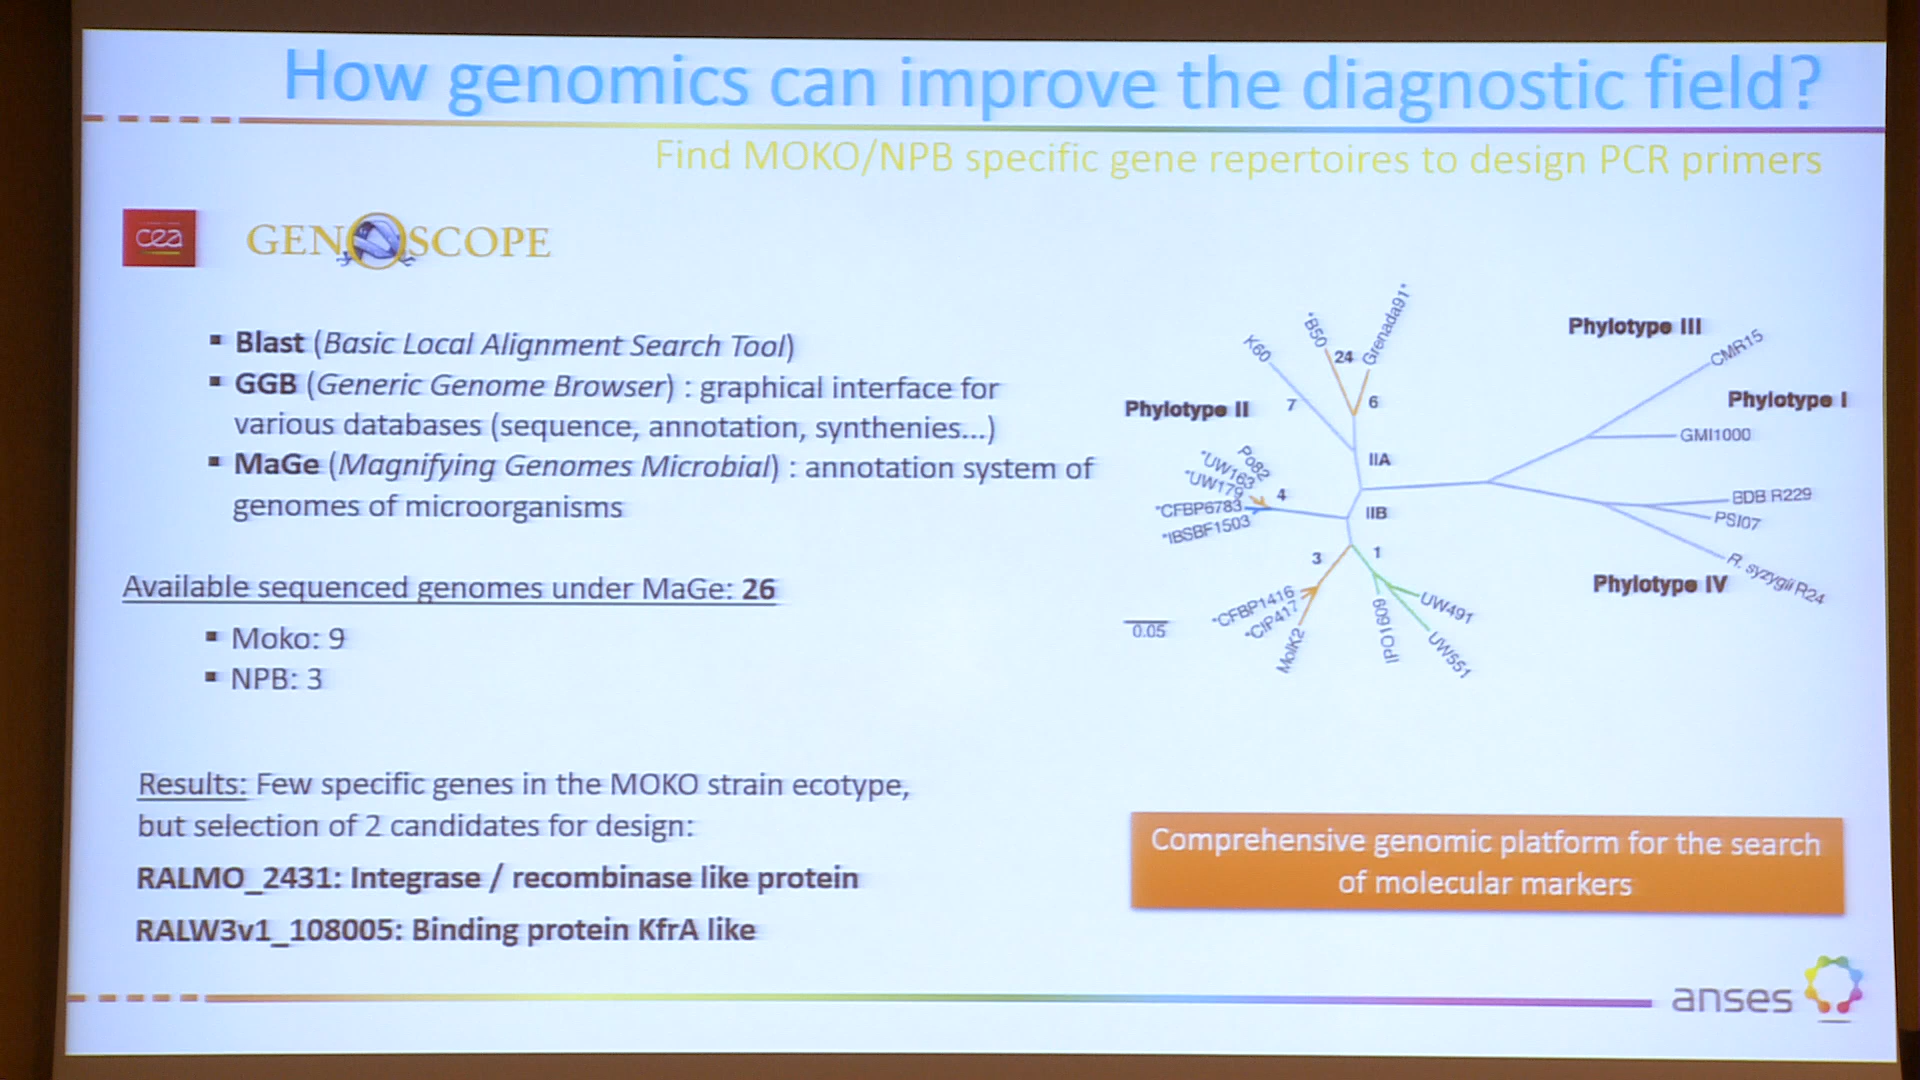 How genomics can improve the diagnostic field?
Find MOKO/NPB specific gene repertoires to design PCR primers
cea
GENOSCOPE
▪ Blast (Basic Local Alignment Search Tool)
▪ GGB (Generic Genome Browser) : graphical interface for
various databases (sequence, annotation, synthenies...)
▪ MaGe (Magnifying Genomes Microbial) : annotation system of
genomes of microorganisms
Available sequenced genomes under MaGe: 26
▪ Moko: 9
▪ NPB: 3
Results: Few specific genes in the MOKO strain ecotype,
but selection of 2 candidates for design:
RALMO_2431: Integrase / recombinase like protein
RALW3v1_108005: Binding protein KfrA like
Phylotype II
K60
7
*B50
24
Grenada91*
6
IIA
Po82
*UW163
*UW179
4
*CFBP6783
*IBSBF1503
IIB
3
1
*CFBP1416
*CIP417
MolK2
IPO1609
UW491
UW551
0.05
Phylotype III
CMR15
Phylotype I
GMI1000
BDB R229
PSI07
R. syzygii R24
Phylotype IV
Comprehensive genomic platform for the search
of molecular markers
anses